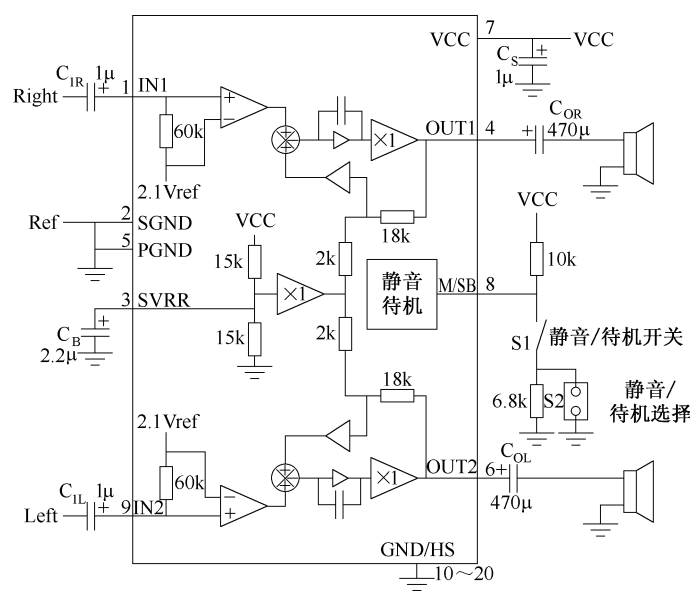 VCC
7
VCC
C_S
+
1μ
C_1R
1μ
+
Right
1
IN1
60k
+
−
2.1Vref
×1
OUT1
4
+
C_OR
470μ
Ref
2
SGND
5
PGND
18k
VCC
15k
2k
×1
静音
待机
M/SB
8
VCC
10k
3
SVRR
C_B
+
2.2μ
15k
2k
S1
静音/待机开关
18k
6.8k
S2
静音/
待机选择
2.1Vref
60k
−
+
×1
OUT2
6
+
C_OL
470μ
C_1L
1μ
+
Left
9
IN2
GND/HS
10～20